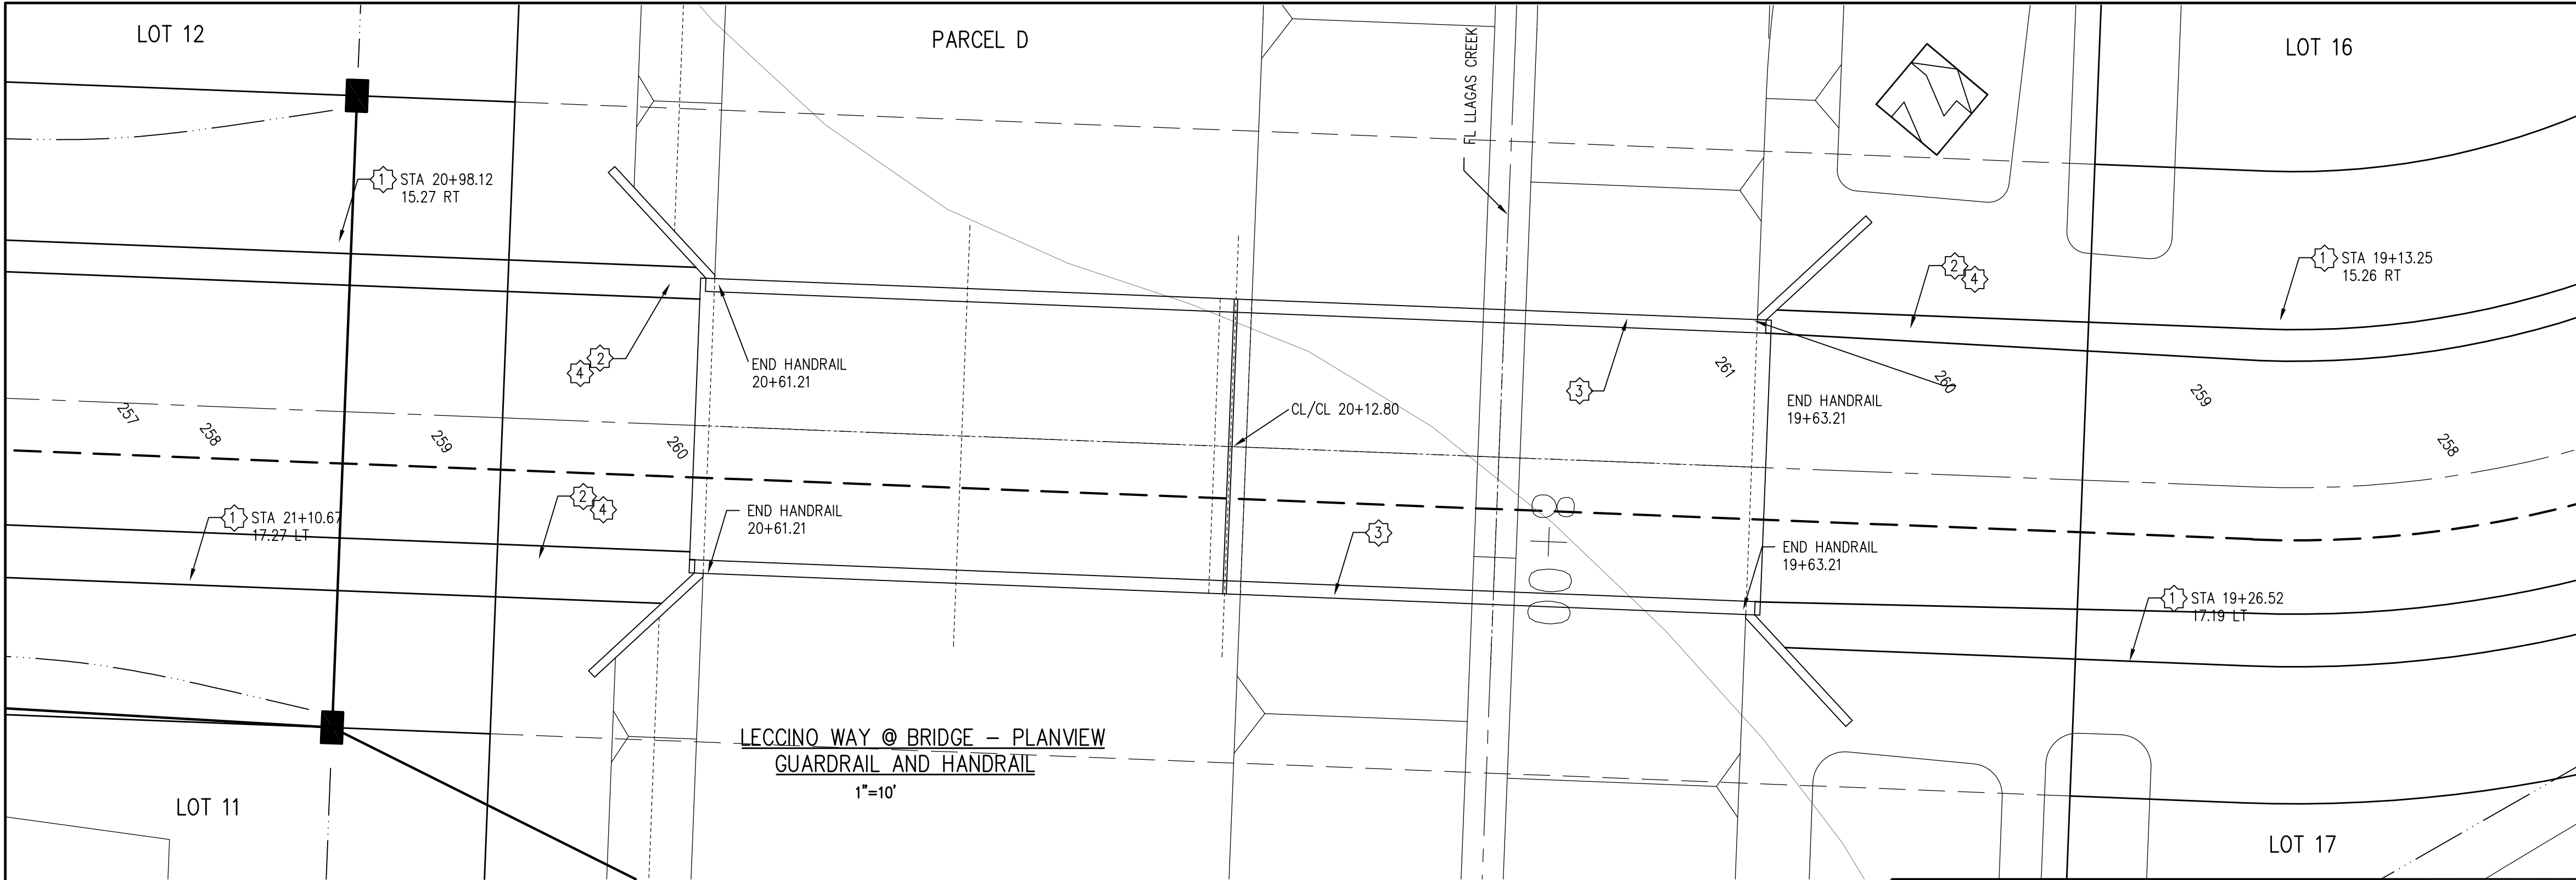 LOT 12
PARCEL D
FL LLAGAS CREEK
LOT 16
1 STA 20+98.12
15.27 RT
2
4
END HANDRAIL
20+61.21
3
261
2
4
260
1 STA 19+13.25
15.26 RT
END HANDRAIL
19+63.21
259
CL/CL 20+12.80
257
258
259
260
258
1 STA 21+10.67
17.27 LT
2
4
END HANDRAIL
20+61.21
3
END HANDRAIL
19+63.21
1 STA 19+26.52
17.19 LT
LECCINO WAY @ BRIDGE – PLANVIEW
GUARDRAIL AND HANDRAIL
1"=10'
LOT 11
LOT 17